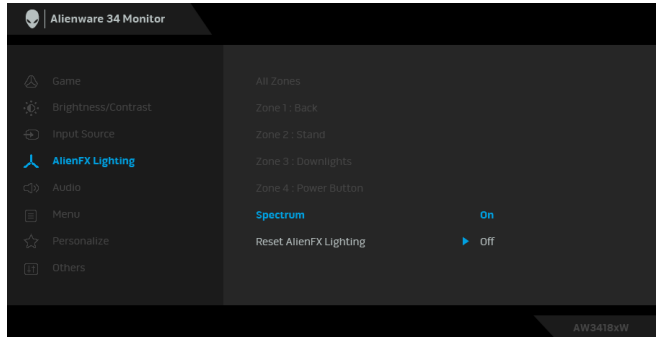 Alienware 34 Monitor
Game
All Zones
Brightness/Contrast
Zone 1 : Back
Input Source
Zone 2 : Stand
AlienFX Lighting
Zone 3 : Downlights
Audio
Zone 4 : Power Button
Menu
Spectrum On
Personalize
Reset AlienFX Lighting Off
Others
AW3418xW